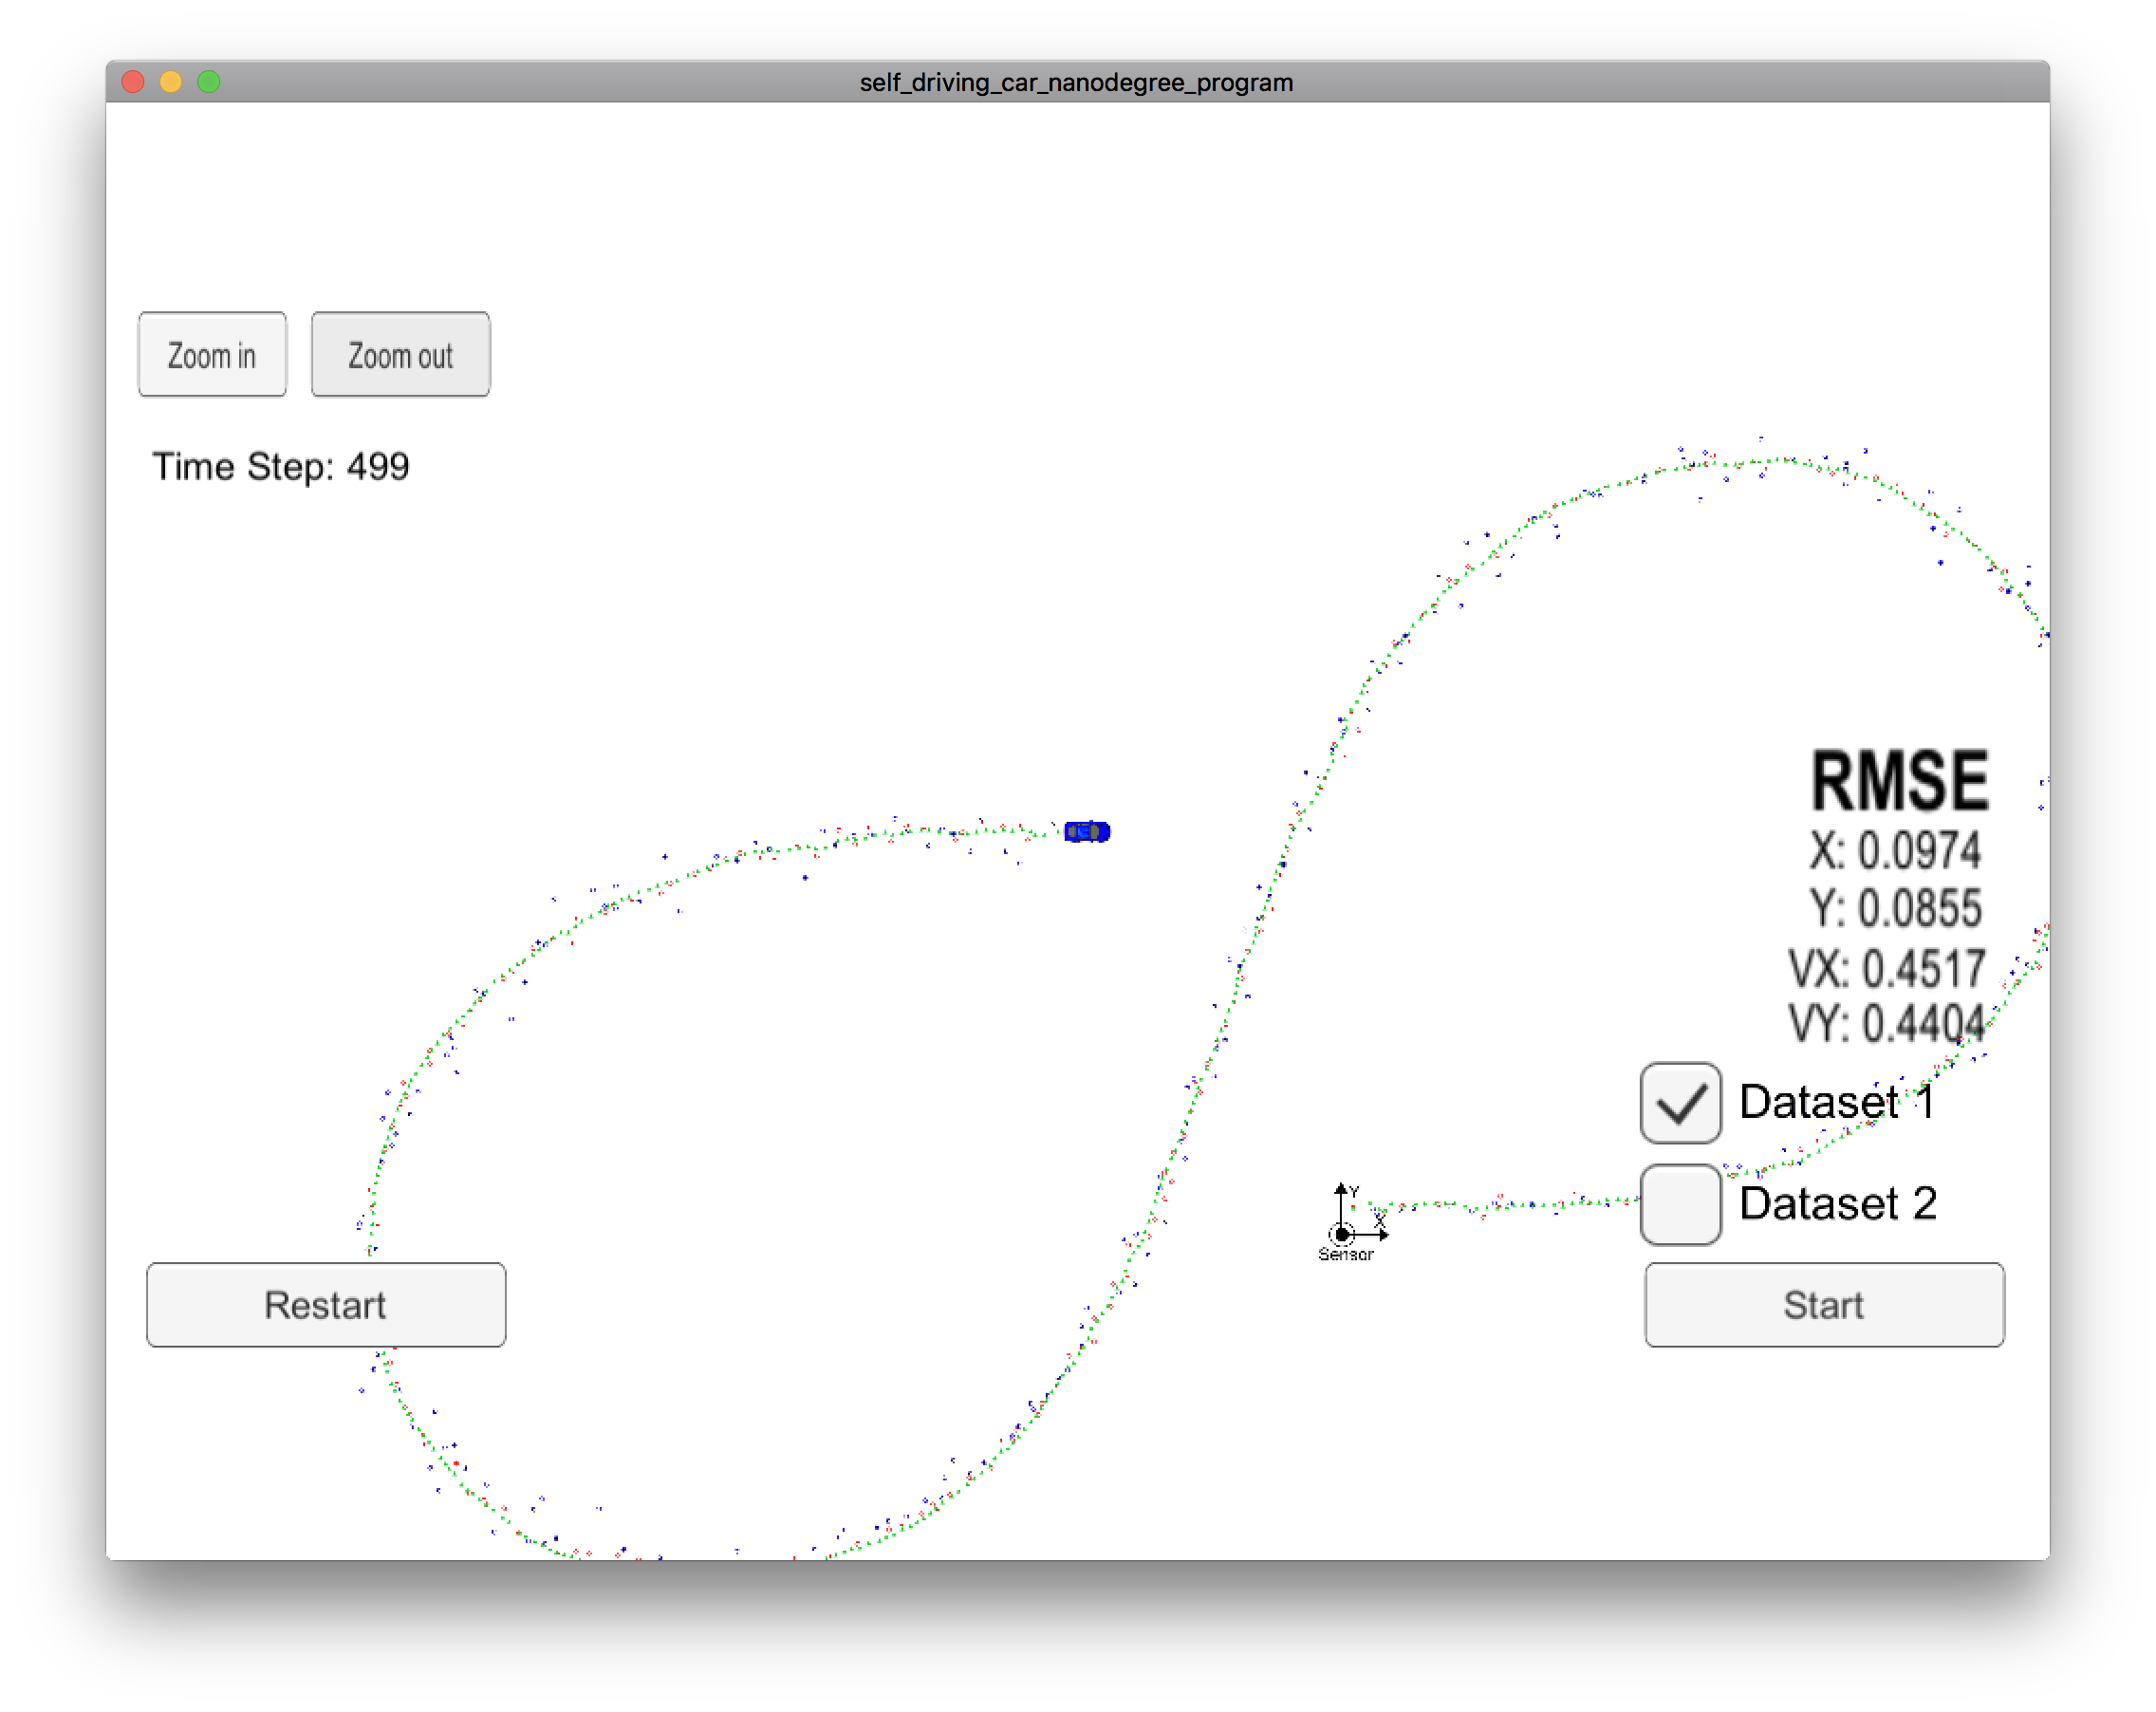 self_driving_car_nanodegree_program
Zoom in
Zoom out
Time Step: 499
RMSE
X: 0.0974
Y: 0.0855
VX: 0.4517
VY: 0.4404
Dataset 1
Dataset 2
Y
X
Sensor
Restart
Start